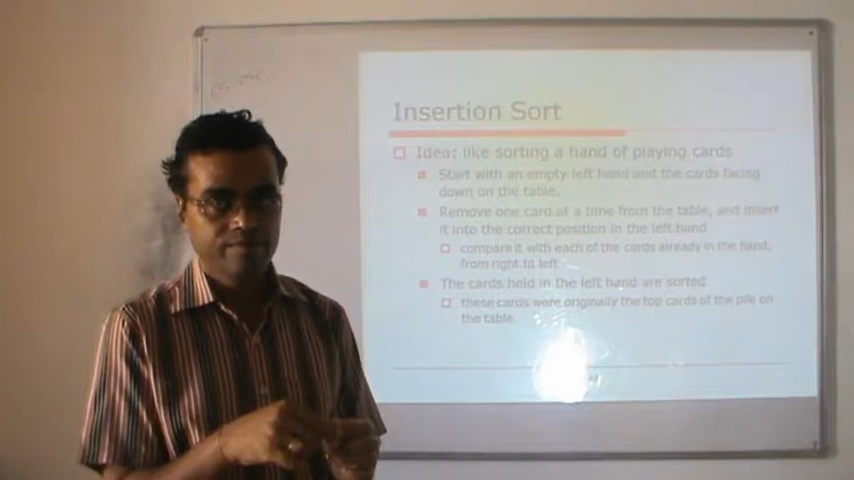 Insertion Sort
Idea: like sorting a hand of playing cards
Start with an empty left hand and the cards facing
down on the table.
Remove one card at a time from the table, and insert
it into the correct position in the left hand
compare it with each of the cards already in the hand,
from right to left
The cards held in the left hand are sorted
these cards were originally the top cards of the pile on
the table